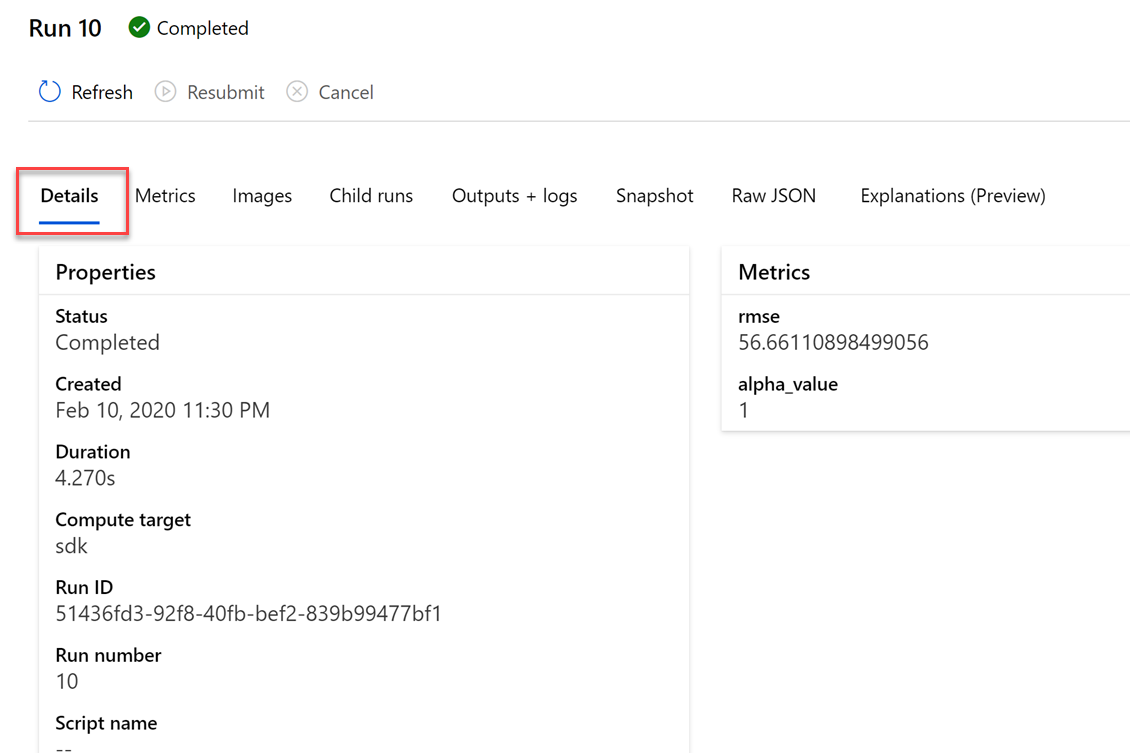 Run 10 Completed
Refresh Resubmit Cancel
Details Metrics Images Child runs Outputs + logs Snapshot Raw JSON Explanations (Preview)
Properties
Status
Completed
Created
Feb 10, 2020 11:30 PM
Duration
4.270s
Compute target
sdk
Run ID
51436fd3-92f8-40fb-bef2-839b99477bf1
Run number
10
Script name
--
Metrics
rmse
56.66110898499056
alpha_value
1